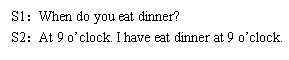 S1: When do you eat dinner?
S2: At 9 o'clock. I have eat dinner at 9 o'clock.